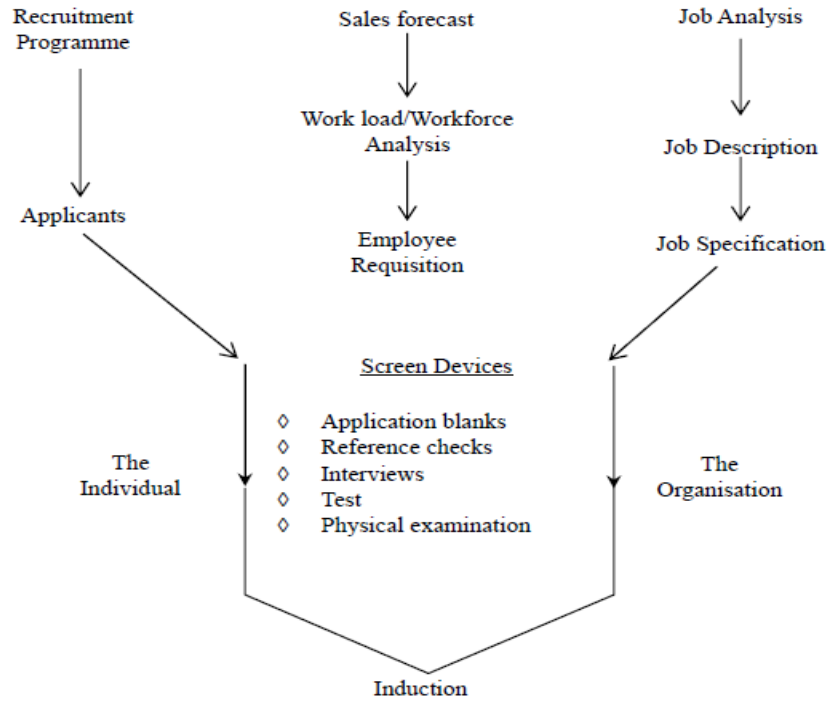 Recruitment
Programme
Sales forecast
Job Analysis
Work load/Workforce
Analysis
Job Description
Applicants
Employee
Requisition
Job Specification
Screen Devices
◊ Application blanks
◊ Reference checks
◊ Interviews
◊ Test
◊ Physical examination
The
Individual
The
Organisation
Induction